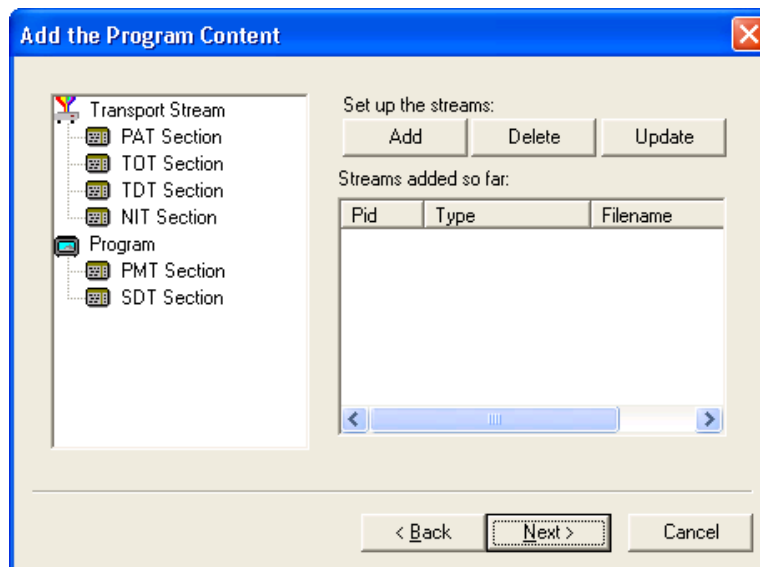 Add the Program Content
Transport Stream
PAT Section
TOT Section
TDT Section
NIT Section
Program
PMT Section
SDT Section
Set up the streams:
Add Delete Update
Streams added so far:
Pid Type Filename
< Back Next > Cancel